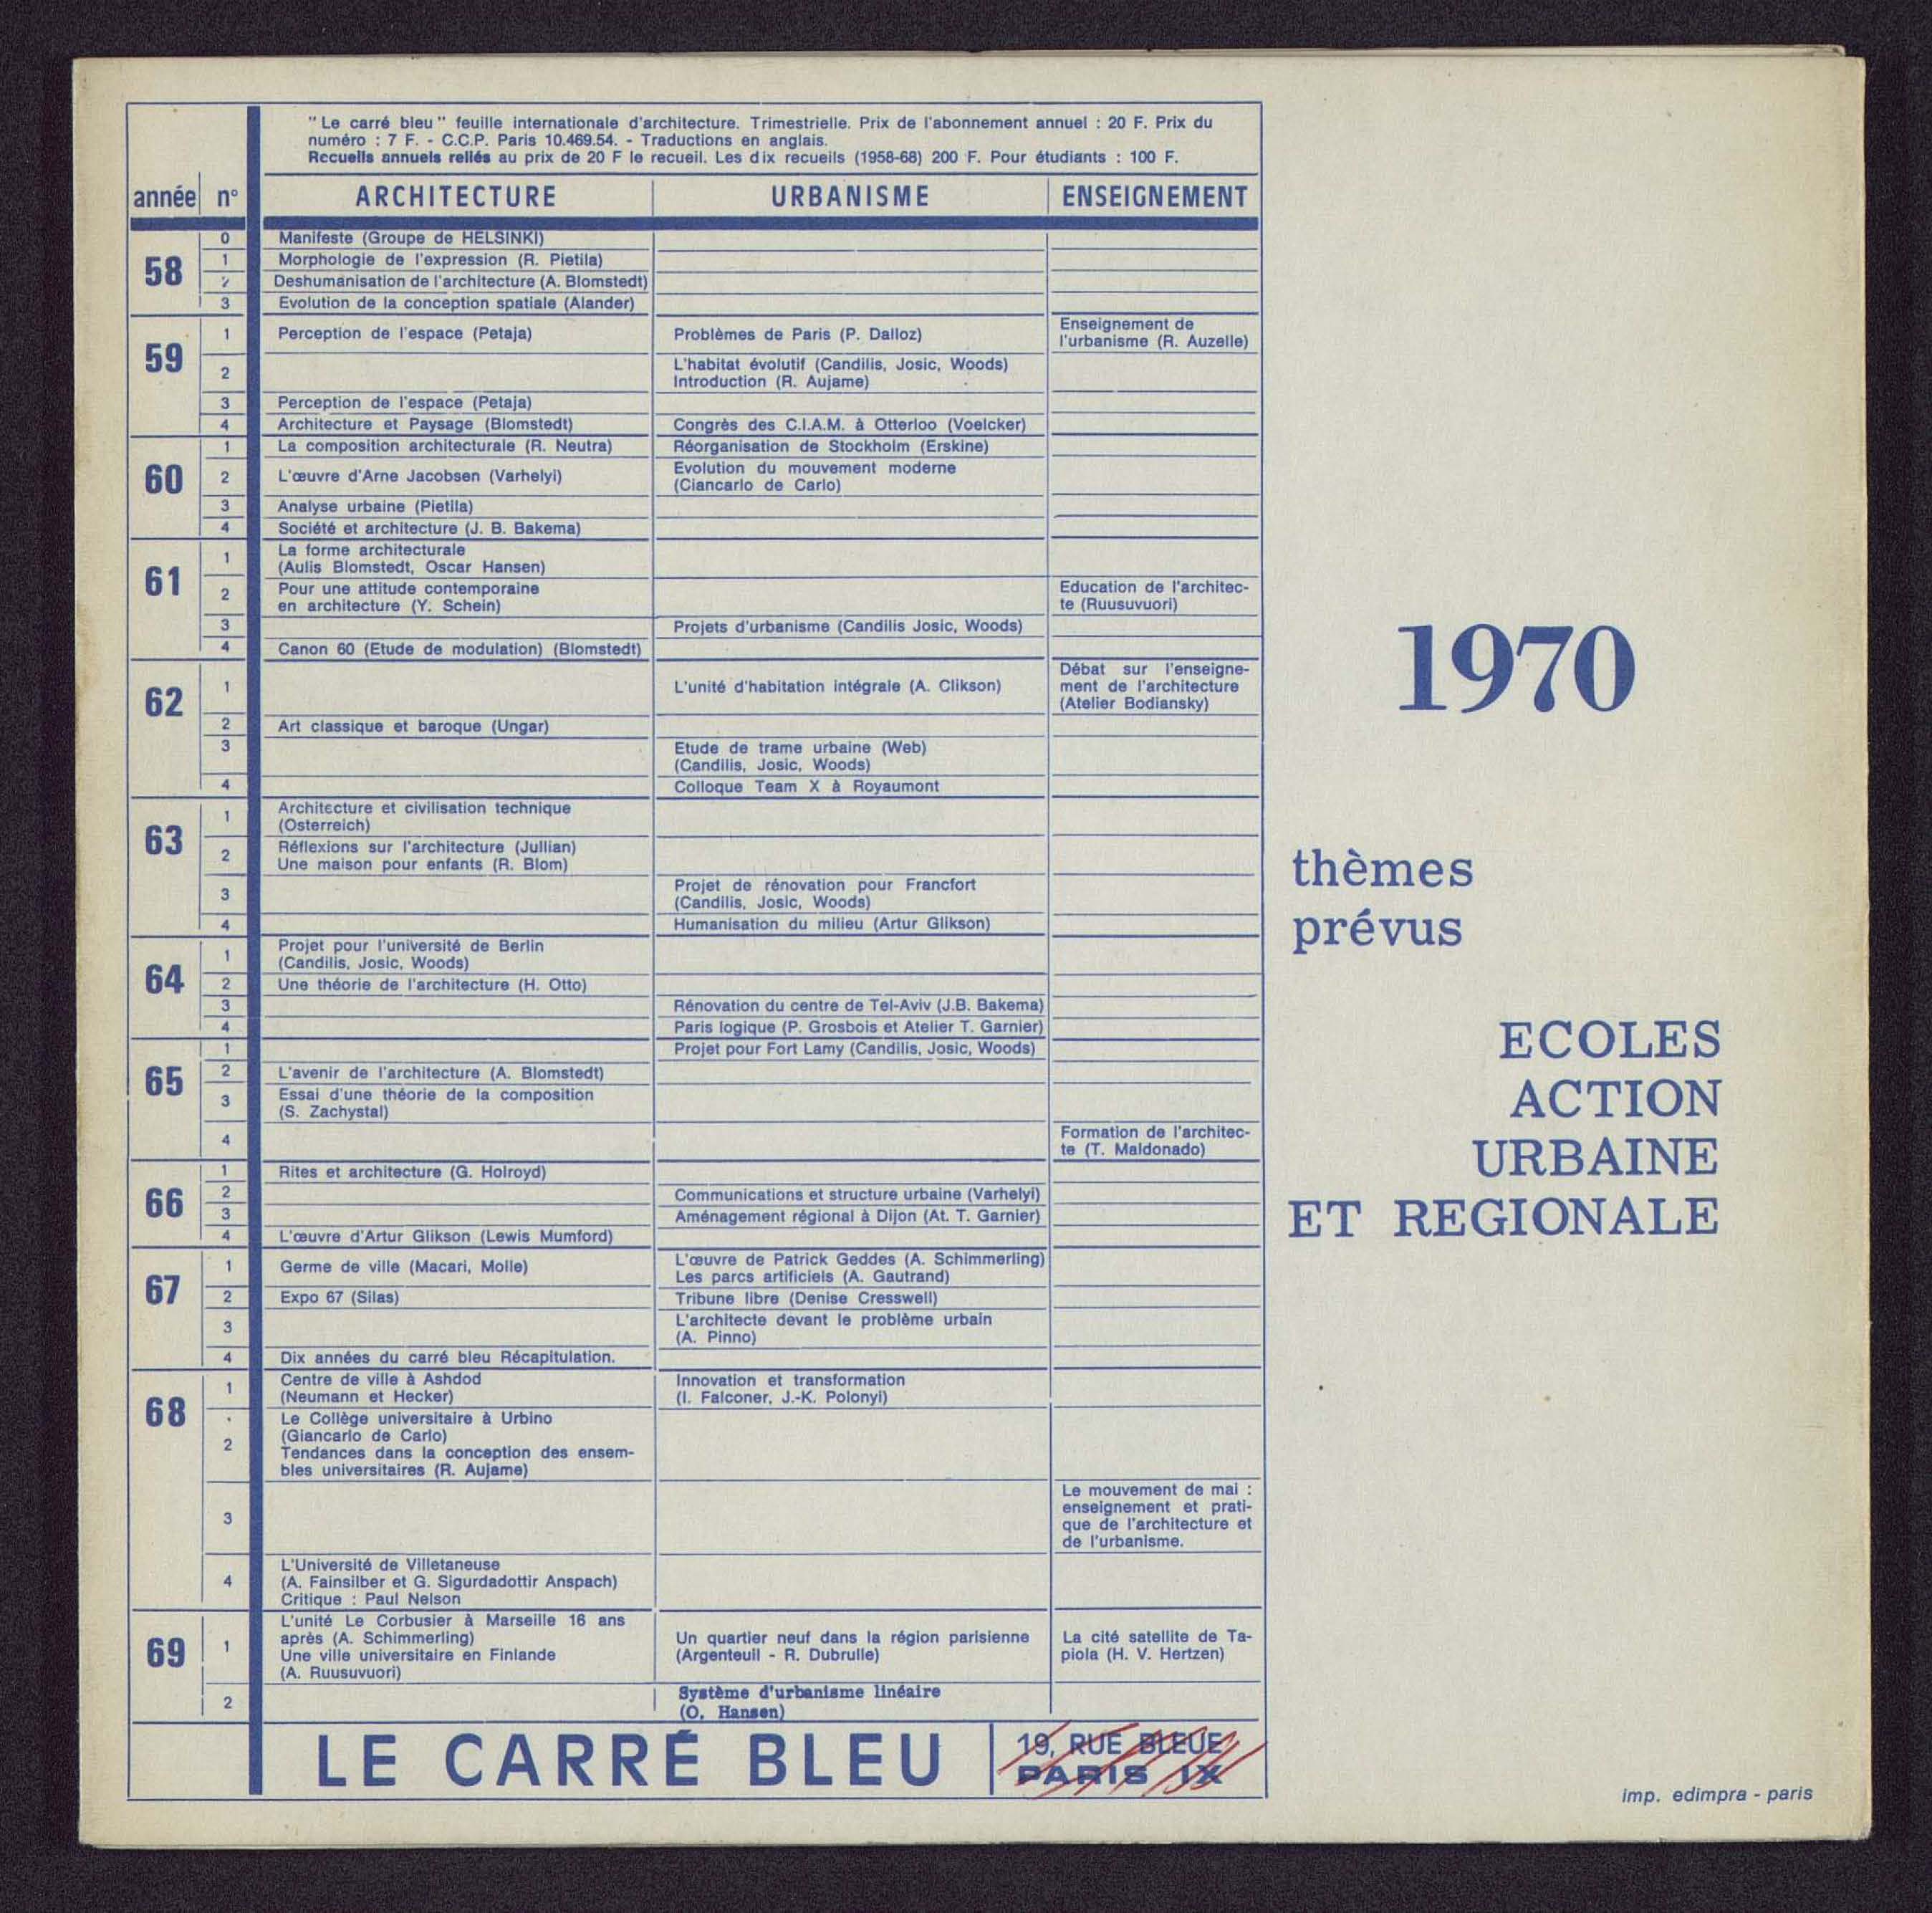 " Le carré bleu " feuille internationale d'architecture. Trimestrielle. Prix de l'abonnement annuel : 20 F. Prix du
numéro : 7 F. - C.C.P. Paris 10.469.54. - Traductions en anglais.
Rccueils annuels reliés au prix de 20 F le recueil. Les dix recueils (1958-68) 200 F. Pour étudiants : 100 F.
année n° ARCHITECTURE URBANISME ENSEIGNEMENT
58
0 Manifeste (Groupe de HELSINKI)
1 Morphologie de l'expression (R. Pietila)
2 Deshumanisation de l'architecture (A. Blomstedt)
3 Evolution de la conception spatiale (Alander)
59
1 Perception de l'espace (Petaja) Problèmes de Paris (P. Dalloz)
Enseignement de
l'urbanisme (R. Auzelle)
2 L'habitat évolutif (Candilis, Josic, Woods)
Introduction (R. Aujame)
3 Perception de l'espace (Petaja)
4 Architecture et Paysage (Blomstedt) Congrès des C.I.A.M. à Otterloo (Voelcker)
60
1 La composition architecturale (R. Neutra) Réorganisation de Stockholm (Erskine)
2 L'œuvre d'Arne Jacobsen (Varhelyi) Evolution du mouvement moderne
(Ciancarlo de Carlo)
3 Analyse urbaine (Pietila)
4 Société et architecture (J. B. Bakema)
61
1 La forme architecturale
(Aulis Blomstedt, Oscar Hansen)
2 Pour une attitude contemporaine
en architecture (Y. Schein)
Education de l'architec-
te (Ruusuvuori)
3 Projets d'urbanisme (Candilis Josic, Woods)
4 Canon 60 (Etude de modulation) (Blomstedt)
62
1 L'unité d'habitation intégrale (A. Clikson)
Débat sur l'enseigne-
ment de l'architecture
(Atelier Bodiansky)
2 Art classique et baroque (Ungar)
3 Etude de trame urbaine (Web)
(Candilis, Josic, Woods)
4 Colloque Team X à Royaumont
63
1 Architecture et civilisation technique
(Osterreich)
2 Réflexions sur l'architecture (Jullian)
Une maison pour enfants (R. Blom)
3 Projet de rénovation pour Francfort
(Candilis, Josic, Woods)
4 Humanisation du milieu (Artur Glikson)
64
1 Projet pour l'université de Berlin
(Candilis, Josic, Woods)
2 Une théorie de l'architecture (H. Otto)
3 Rénovation du centre de Tel-Aviv (J.B. Bakema)
4 Paris logique (P. Grosbois et Atelier T. Garnier)
65
1 Projet pour Fort Lamy (Candilis, Josic, Woods)
2 L'avenir de l'architecture (A. Blomstedt)
3 Essai d'une théorie de la composition
(S. Zachystal)
4 Formation de l'architec-
te (T. Maldonado)
66
1 Rites et architecture (G. Holroyd)
2 Communications et structure urbaine (Varhelyi)
3 Aménagement régional à Dijon (At. T. Garnier)
4 L'œuvre d'Artur Glikson (Lewis Mumford)
67
1 Germe de ville (Macari, Molle) L'œuvre de Patrick Geddes (A. Schimmerling)
Les parcs artificiels (A. Gautrand)
2 Expo 67 (Silas) Tribune libre (Denise Cresswell)
3 L'architecte devant le problème urbain
(A. Pinno)
4 Dix années du carré bleu Récapitulation.
68
1 Centre de ville à Ashdod
(Neumann et Hecker)
Innovation et transformation
(I. Falconer, J.-K. Polonyi)
2 Le Collège universitaire à Urbino
(Giancarlo de Carlo)
Tendances dans la conception des ensem-
bles universitaires (R. Aujame)
3 Le mouvement de mai :
enseignement et prati-
que de l'architecture et
de l'urbanisme.
4 L'Université de Villetaneuse
(A. Fainsilber et G. Sigurdadottir Anspach)
Critique : Paul Nelson
69
1 L'unité Le Corbusier à Marseille 16 ans
après (A. Schimmerling)
Une ville universitaire en Finlande
(A. Ruusuvuori)
Un quartier neuf dans la région parisienne
(Argenteuil - R. Dubrulle)
La cité satellite de Ta-
piola (H. V. Hertzen)
2 Système d'urbanisme linéaire
(O. Hansen)
LE CARRÉ BLEU
19, RUE BLEUE
PARIS IX
1970
thèmes
prévus
ECOLES
ACTION
URBAINE
ET REGIONALE
imp. edimpra - paris